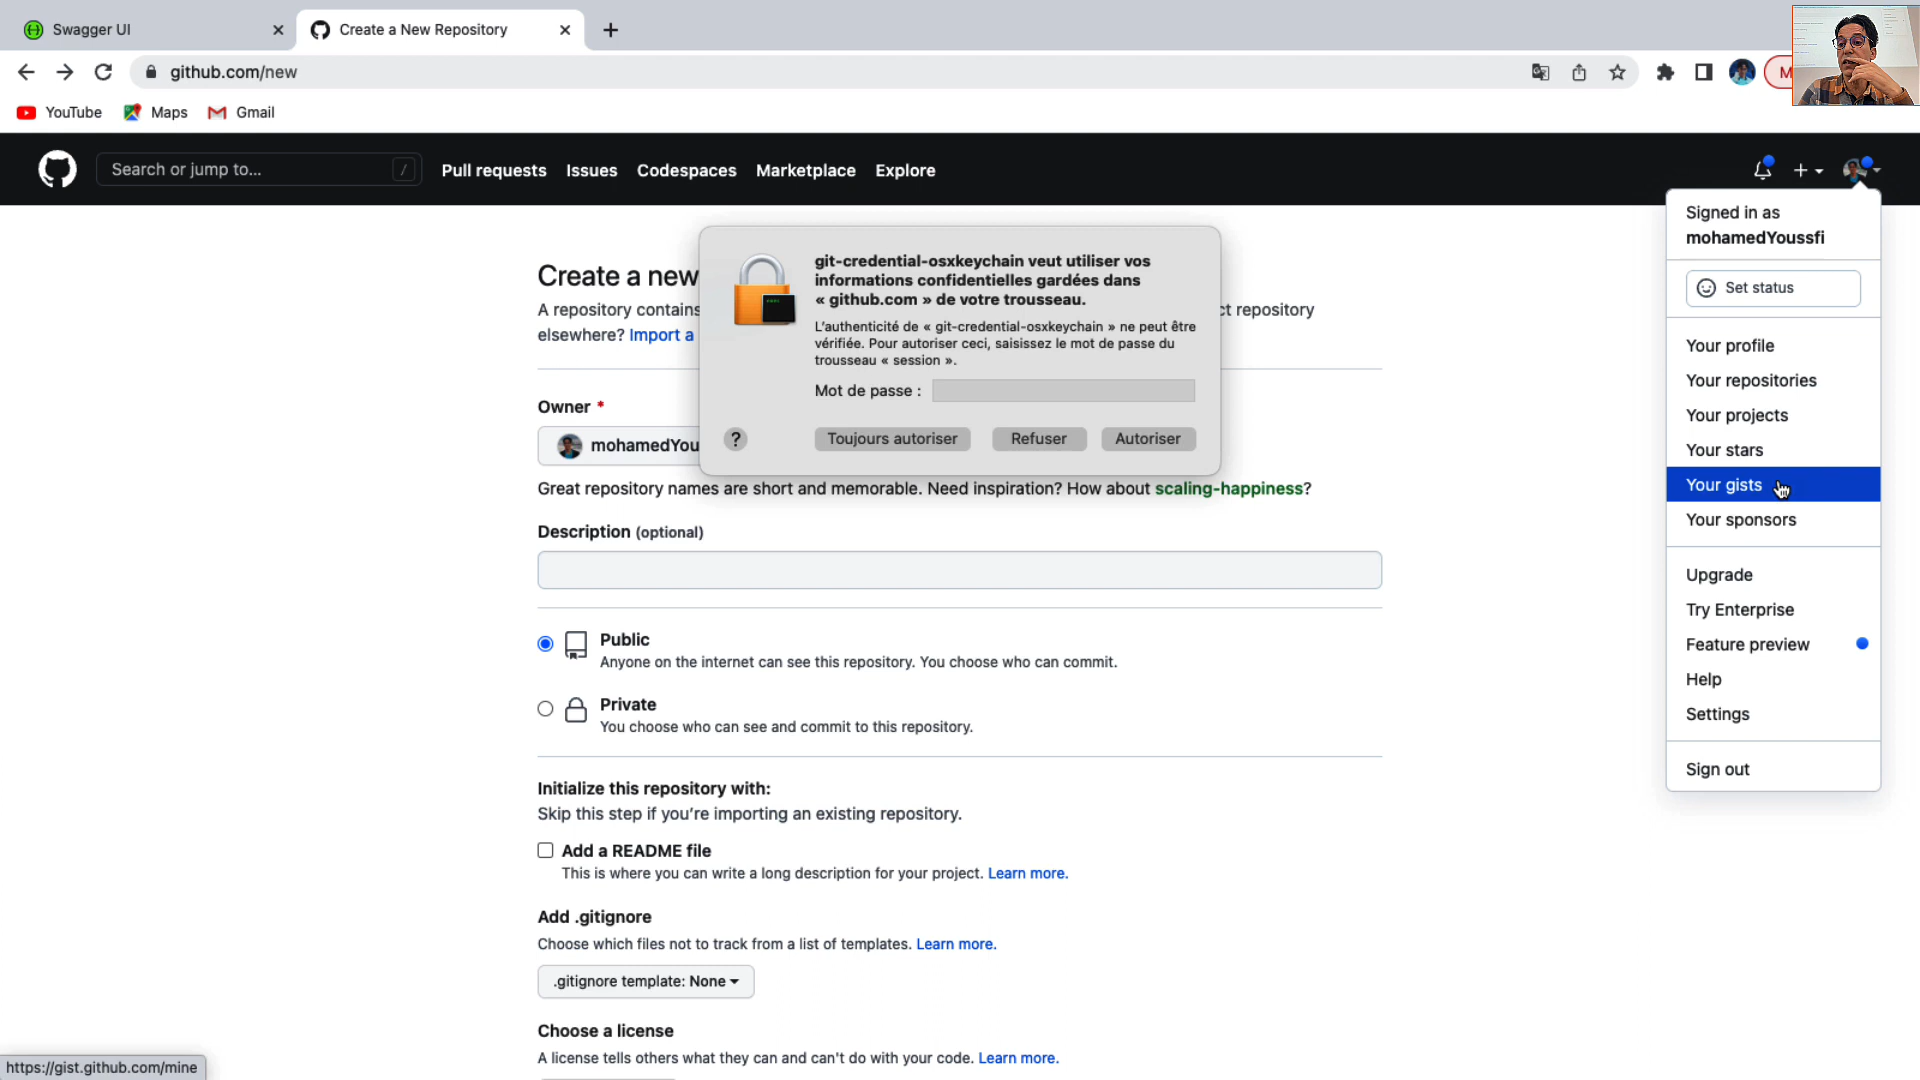 Swagger UI
Create a New Repository
github.com/new
M
YouTube
Maps
Gmail
Search or jump to...
/
Pull requests
Issues
Codespaces
Marketplace
Explore
Signed in as
mohamedYoussfi
Set status
Your profile
Your repositories
Your projects
Your stars
Your gists
Your sponsors
Upgrade
Try Enterprise
Feature preview
Help
Settings
Sign out
git-credential-osxkeychain veut utiliser vos
informations confidentielles gardées dans
« github.com » de votre trousseau.
L'authenticité de « git-credential-osxkeychain » ne peut être
vérifiée. Pour autoriser ceci, saisissez le mot de passe du
trousseau « session ».
Mot de passe :
?
Toujours autoriser
Refuser
Autoriser
Create a new
A repository contains
ct repository
elsewhere? Import a
Owner *
mohamedYou
Great repository names are short and memorable. Need inspiration? How about scaling-happiness?
Description (optional)
Public
Anyone on the internet can see this repository. You choose who can commit.
Private
You choose who can see and commit to this repository.
Initialize this repository with:
Skip this step if you're importing an existing repository.
Add a README file
This is where you can write a long description for your project. Learn more.
Add .gitignore
Choose which files not to track from a list of templates. Learn more.
.gitignore template: None
Choose a license
A license tells others what they can and can't do with your code. Learn more.
https://gist.github.com/mine